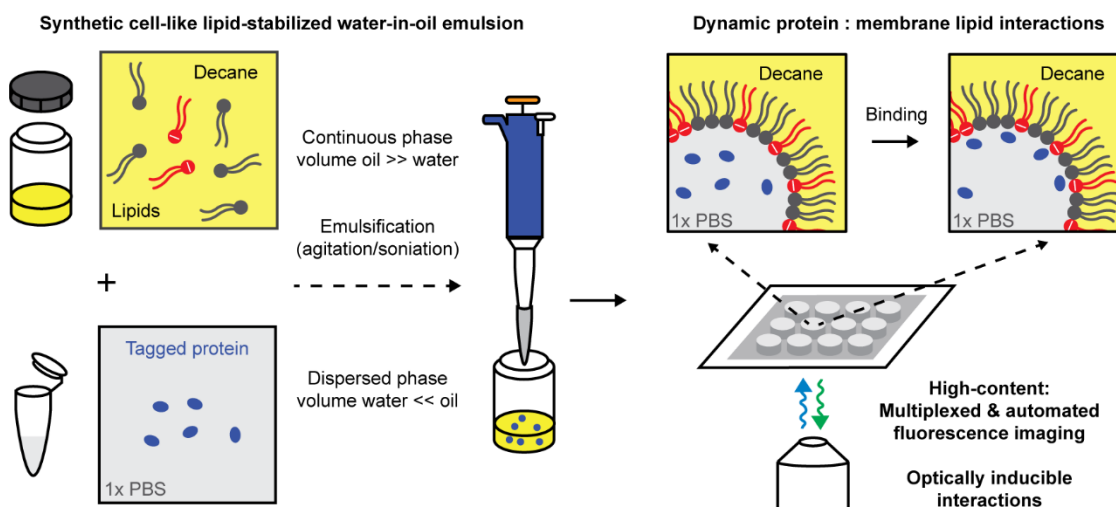 Synthetic cell-like lipid-stabilized water-in-oil emulsion
Decane
Lipids
+
Tagged protein
1x PBS
Continuous phase
volume oil >> water
Emulsification
(agitation/soniation)
Dispersed phase
volume water << oil
Dynamic protein : membrane lipid interactions
Decane
1x PBS
Binding
Decane
1x PBS
High-content:
Multiplexed & automated
fluorescence imaging
Optically inducible
interactions